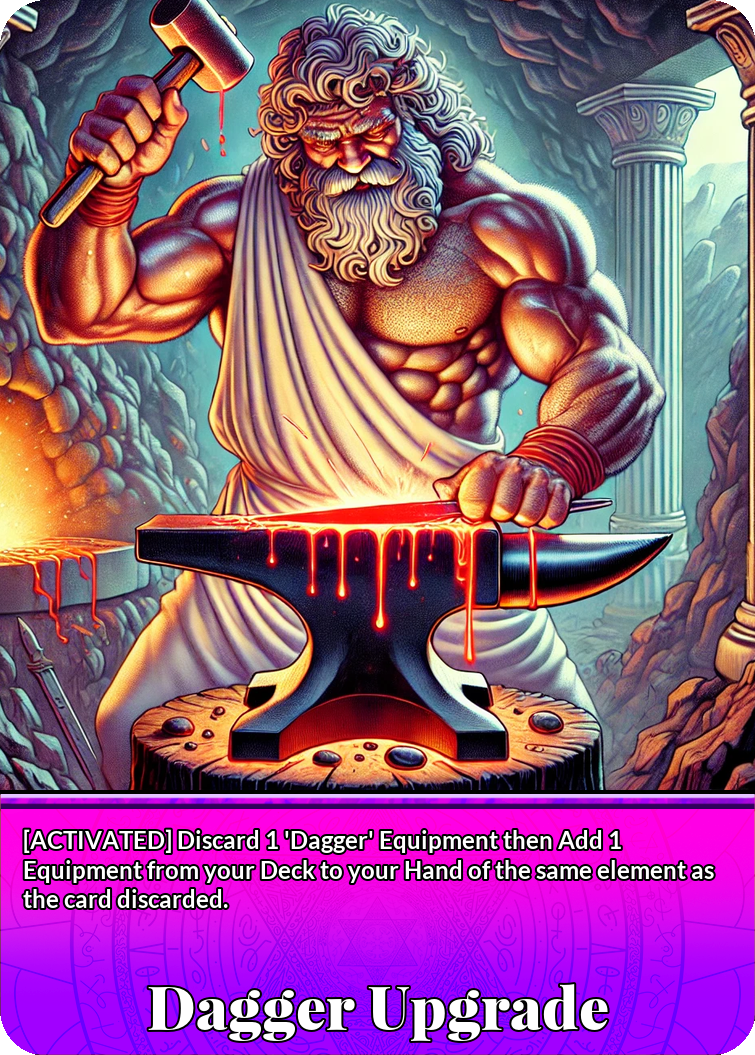 [ACTIVATED] Discard 1 'Dagger' Equipment then Add 1
Equipment from your Deck to your Hand of the same element as
the card discarded.
Dagger Upgrade